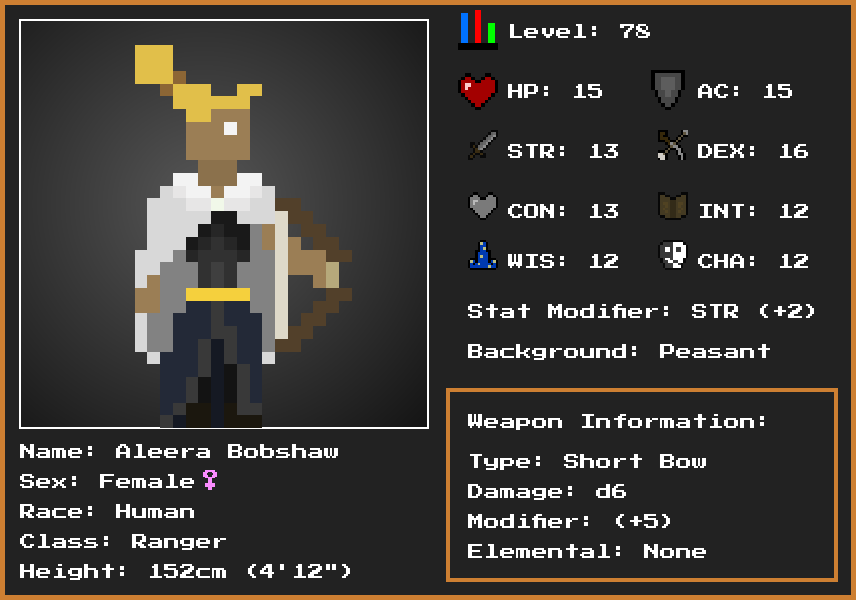 Level: 78
HP: 15 AC: 15
STR: 13 DEX: 16
CON: 13 INT: 12
WIS: 12 CHA: 12
Stat Modifier: STR (+2)
Background: Peasant
Weapon Information:
Type: Short Bow
Damage: d6
Modifier: (+5)
Elemental: None
Name: Aleera Bobshaw
Sex: Female♀
Race: Human
Class: Ranger
Height: 152cm (4'12")